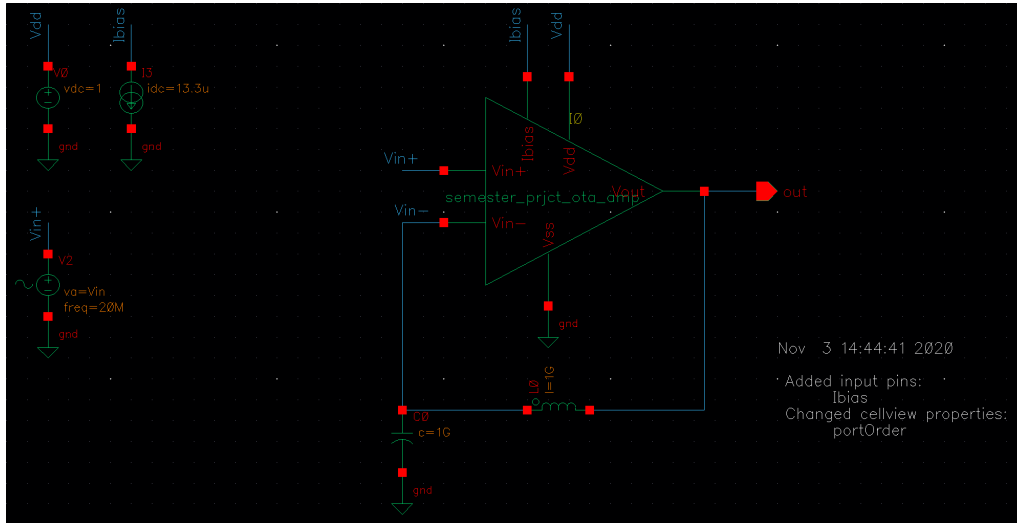 Vdd
Ibias
V0
vdc=1
gnd
I3
idc=13.3u
gnd
Vin+
V2
va=Vin
freq=20M
gnd
Ibias
Vdd
I0
Ibias
Vdd
Vin+
Vin+
semester_prjct_ota_amp
Vout
out
Vin-
Vin-
Vss
gnd
L0
l=1G
C0
c=1G
gnd
Nov 3 14:44:41 2020
Added input pins:
Ibias
Changed cellview properties:
portOrder